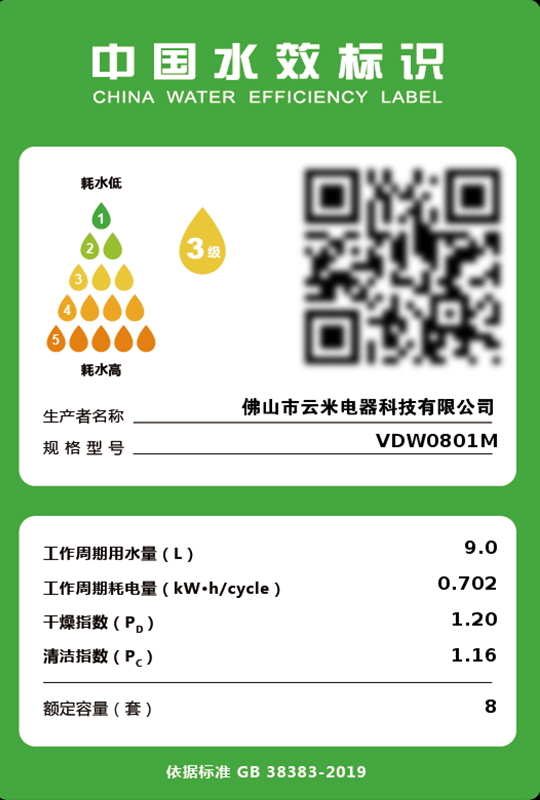 中国水效标识
CHINA WATER EFFICIENCY LABEL
耗水低
1
2
3
4
5
耗水高
3级
生产者名称 佛山市云米电器科技有限公司
规格型号 VDW0801M
工作周期用水量（L） 9.0
工作周期耗电量（kW·h/cycle） 0.702
干燥指数（PD） 1.20
清洁指数（PC） 1.16
额定容量（套） 8
依据标准 GB 38383-2019